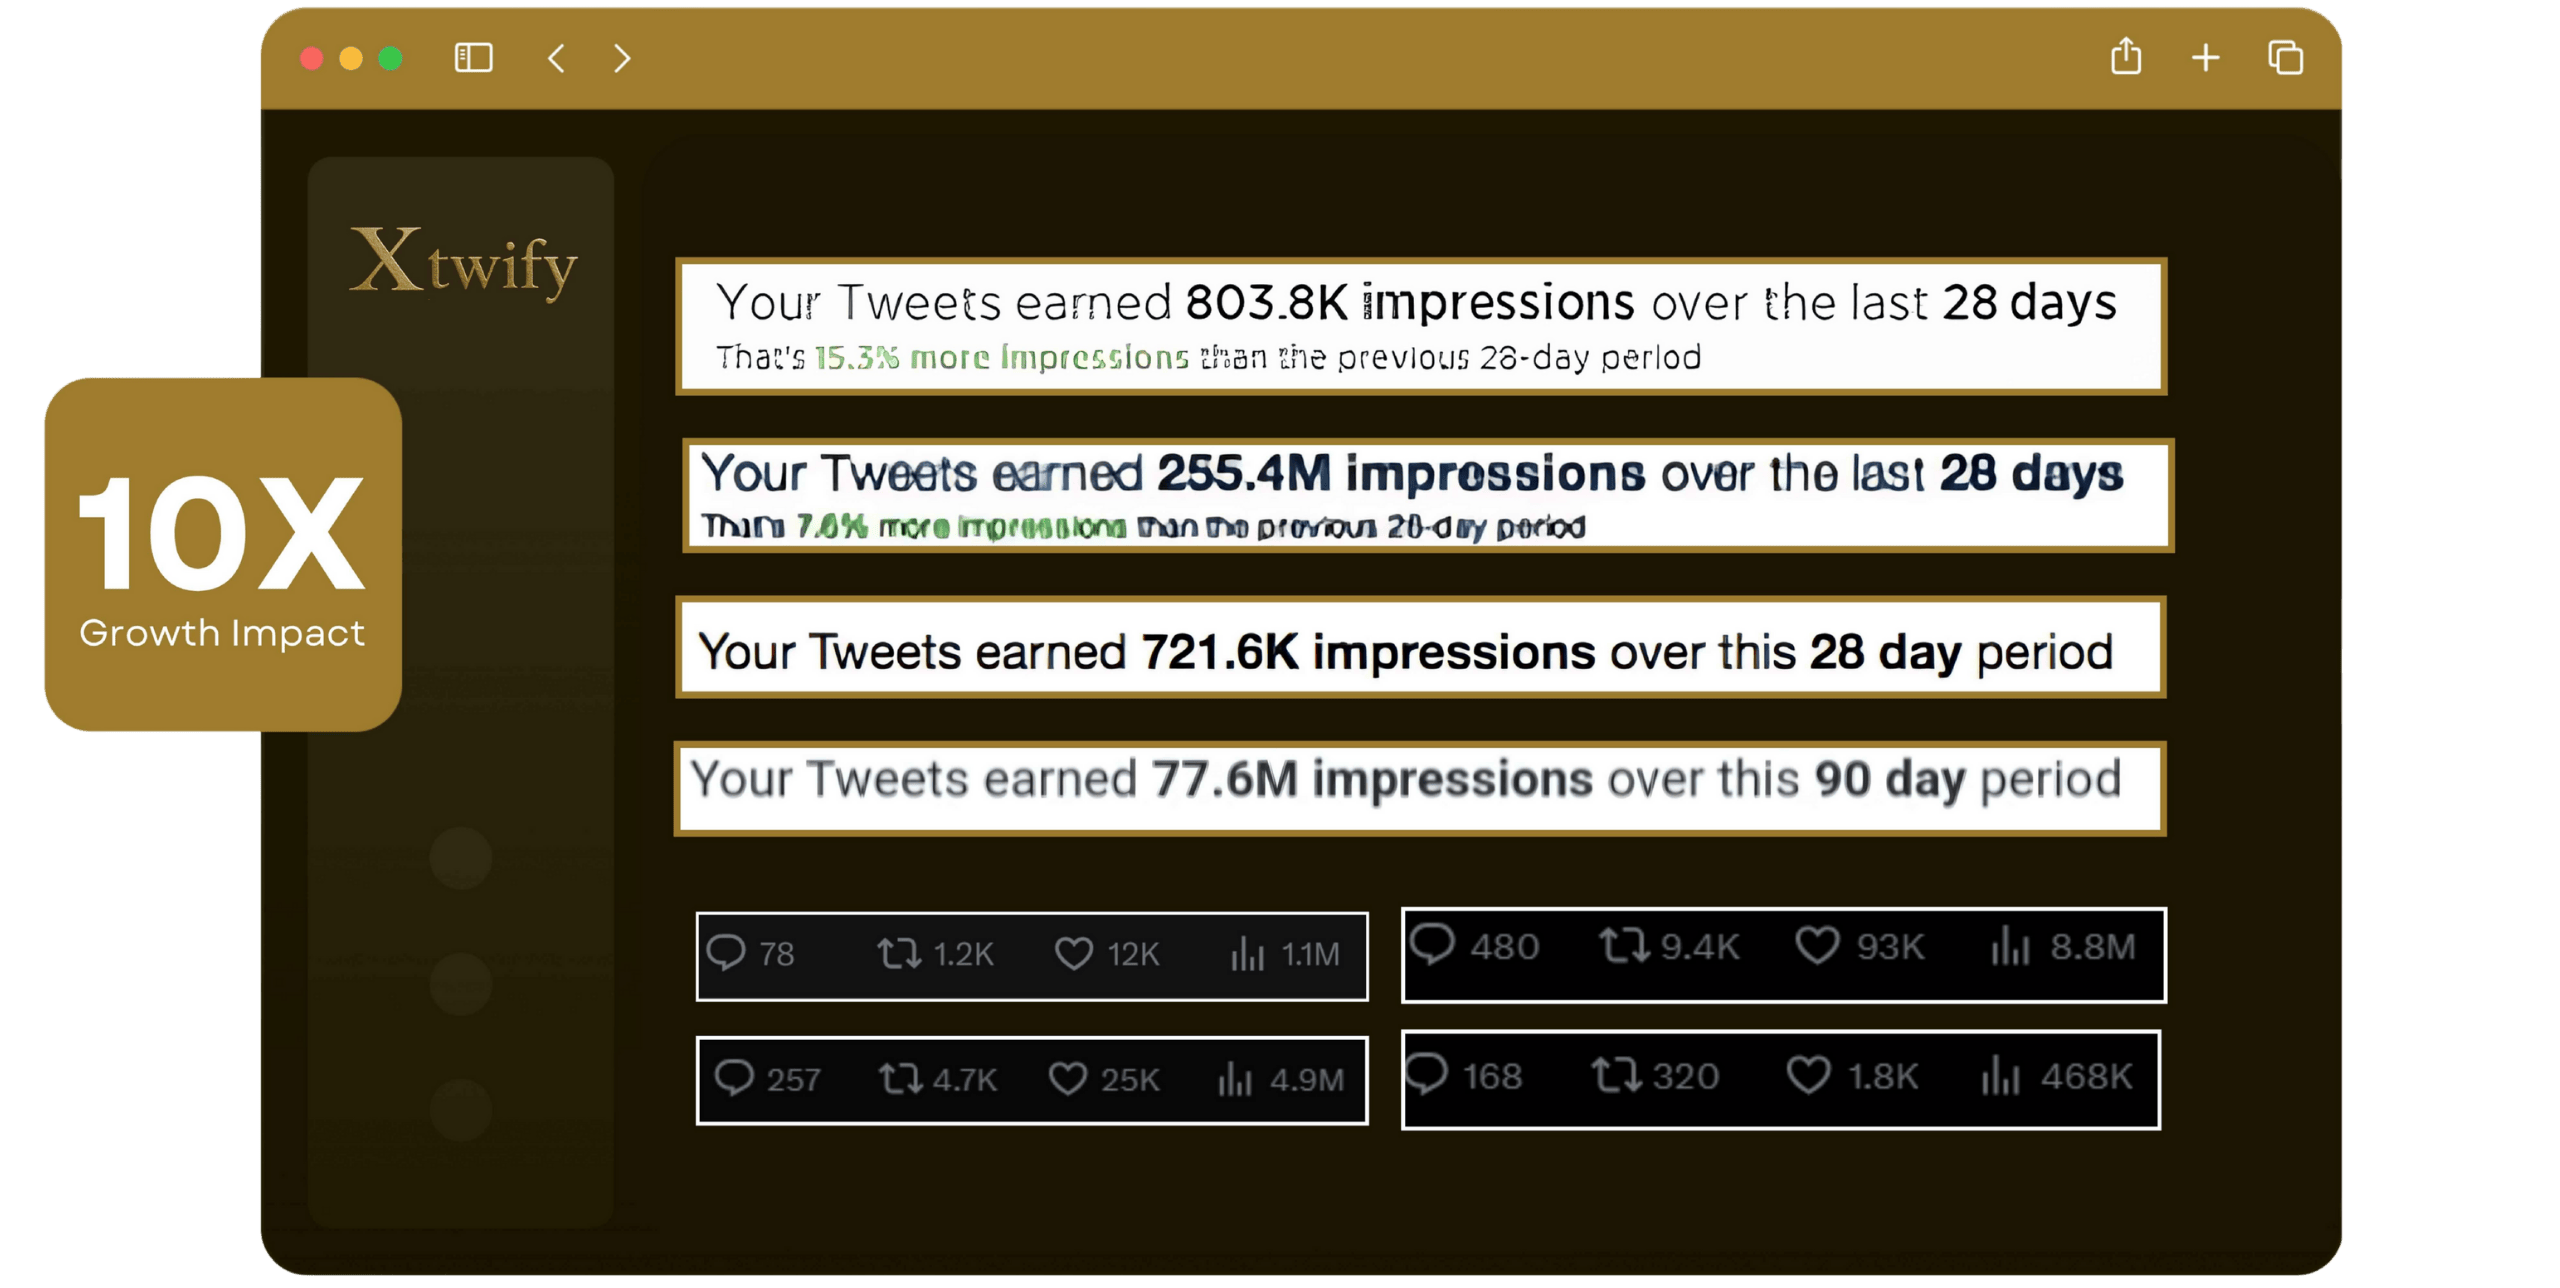 Xtwify
Your Tweets earned 803.8K impressions over the last 28 days
That's 15.3% more impressions than the previous 28-day period
10X
Growth Impact
Your Tweets earned 255.4M impressions over the last 28 days
more impressions than the previous 28-day period
Your Tweets earned 721.6K impressions over this 28 day period
Your Tweets earned 77.6M impressions over this 90 day period
78 1.2K 12K 1.1M
480 9.4K 93K 8.8M
257 4.7K 25K 4.9M
168 320 1.8K 468K